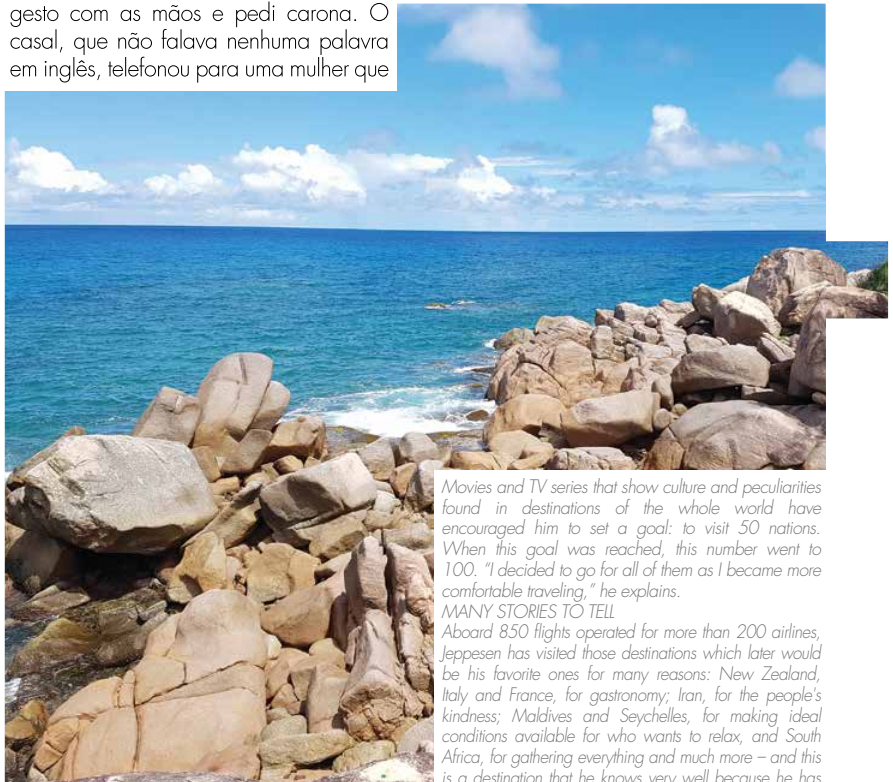 gesto com as mãos e pedi carona. O
casal, que não falava nenhuma palavra
em inglês, telefonou para uma mulher que
Movies and TV series that show culture and peculiarities
found in destinations of the whole world have
encouraged him to set a goal: to visit 50 nations.
When this goal was reached, this number went to
100. “I decided to go for all of them as I became more
comfortable traveling,” he explains.
MANY STORIES TO TELL
Aboard 850 flights operated for more than 200 airlines,
Jeppesen has visited those destinations which later would
be his favorite ones for many reasons: New Zealand,
Italy and France, for gastronomy; Iran, for the people's
kindness; Maldives and Seychelles, for making ideal
conditions available for who wants to relax, and South
Africa, for gathering everything and much more – and this
is a destination that he knows very well because he has